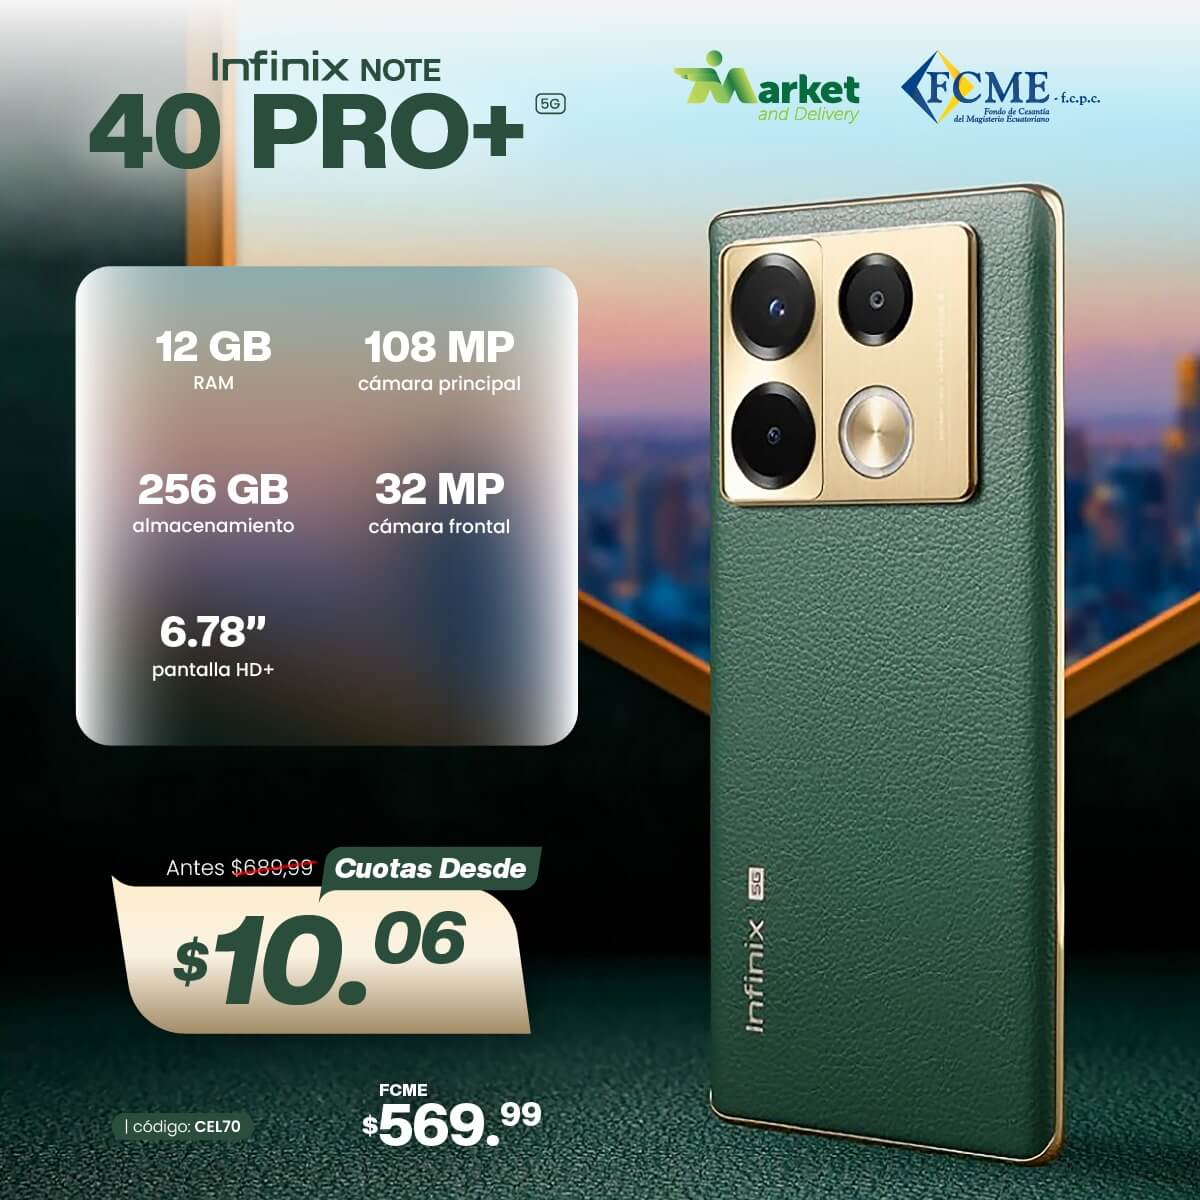 Infinix NOTE
40 PRO+ 5G
Market
and Delivery
FCME - f.c.p.c.
Fondo de Cesantía
del Magisterio Ecuatoriano
12 GB
RAM
108 MP
cámara principal
256 GB
almacenamiento
32 MP
cámara frontal
6.78”
pantalla HD+
Antes $689,99
Cuotas Desde
$10.06
FCME
$569.99
| código: CEL70
Infinix 5G